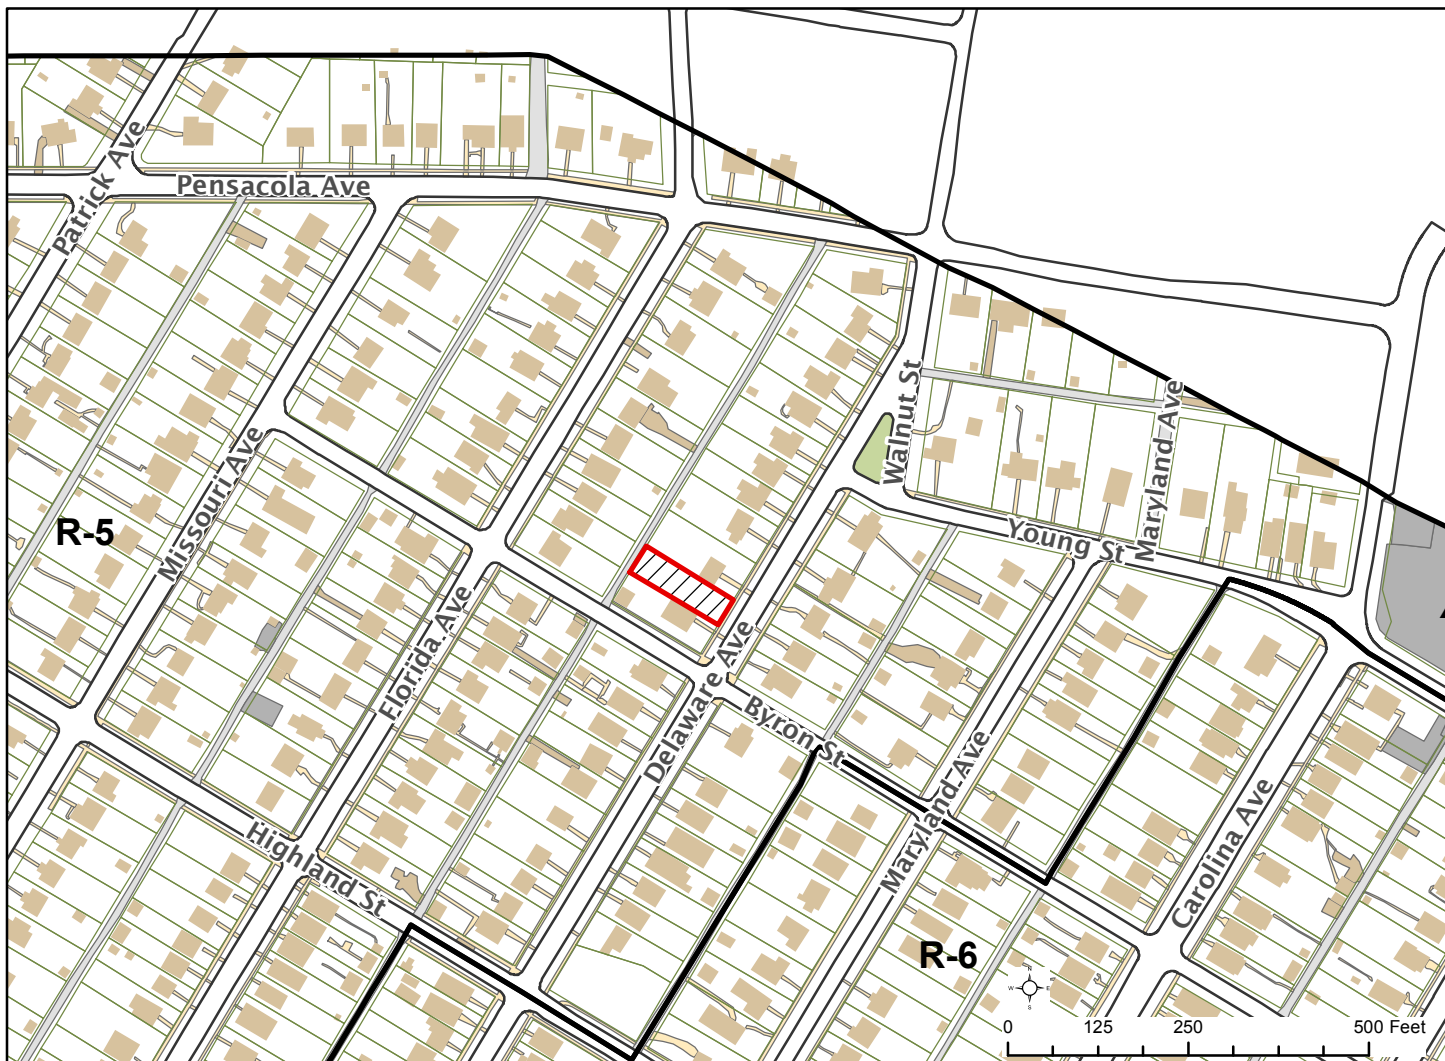 Patrick Ave
Pensacola Ave
Walnut St
Maryland Ave
Missouri Ave
R-5
Young St
Florida Ave
Delaware Ave
Byron St
Maryland Ave
Carolina Ave
Highland St
R-6
N
W E
S
0 125 250 500 Feet